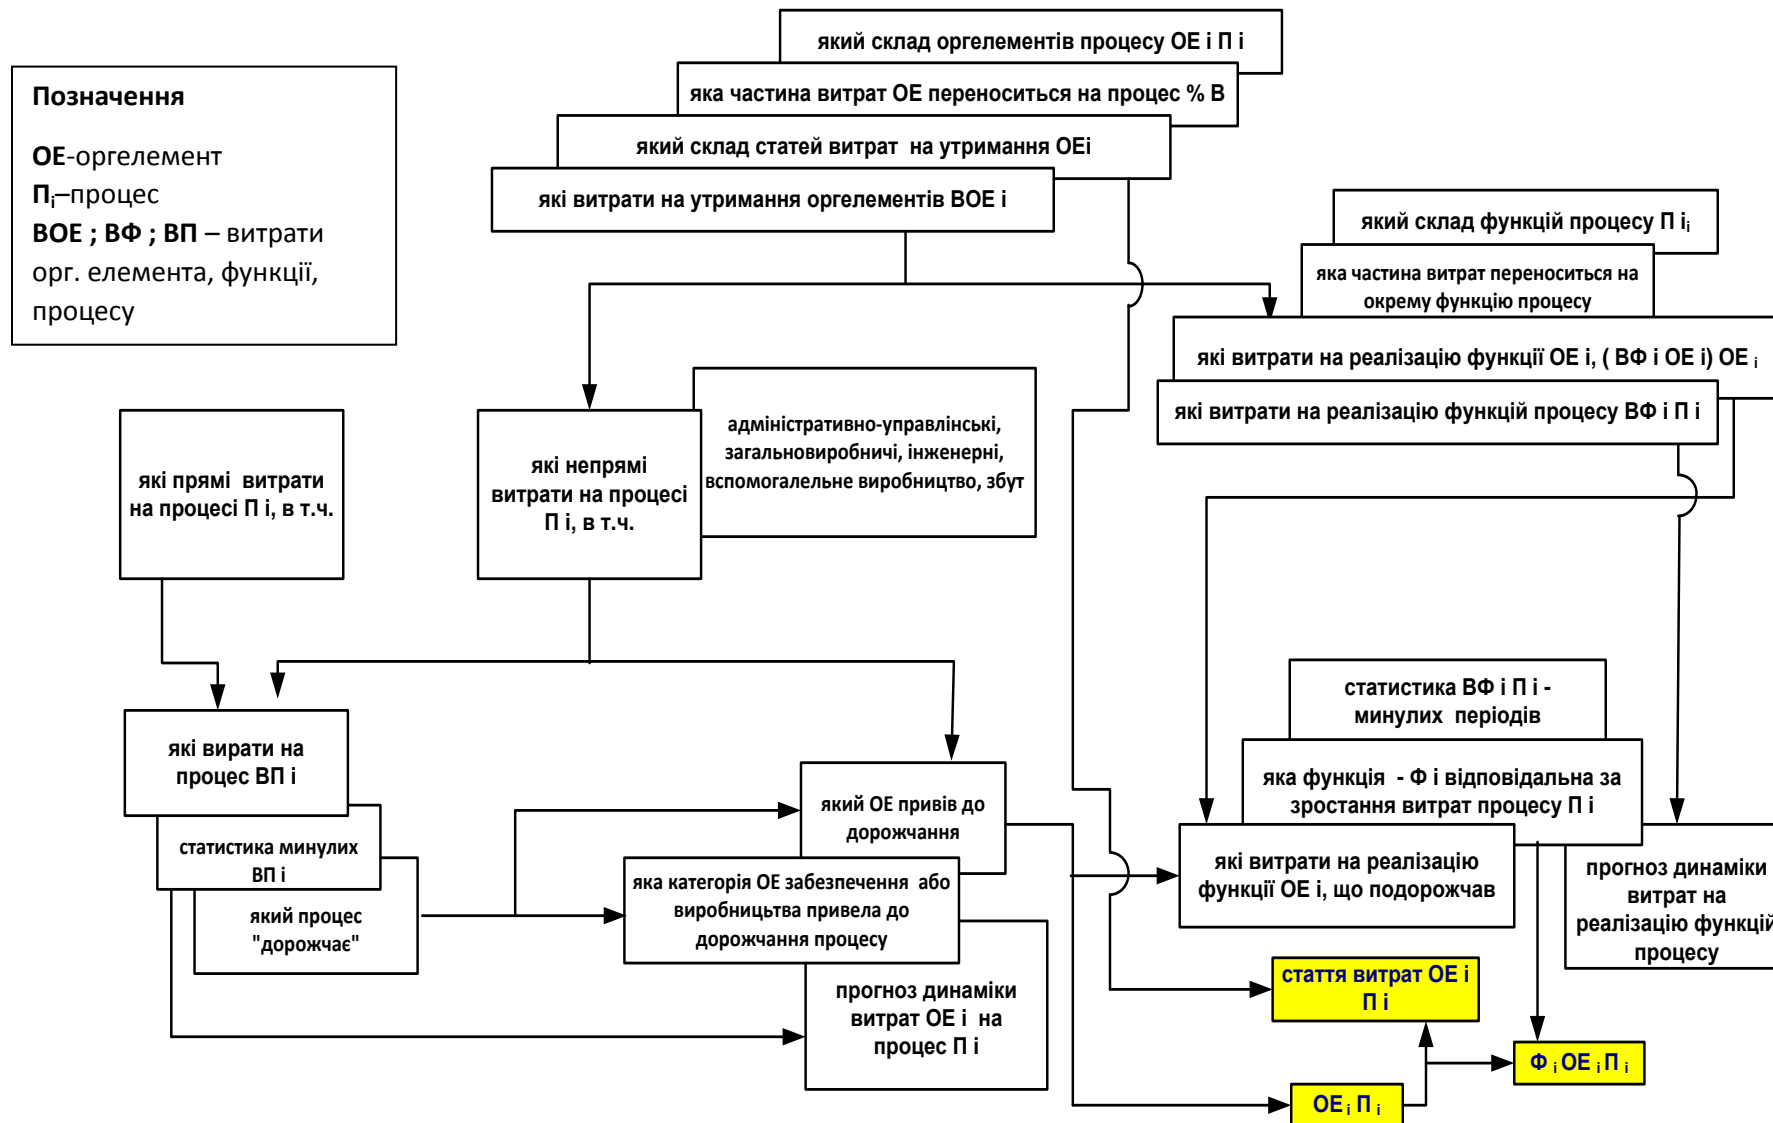 який склад оргелементів процесу ОЕ і П і
яка частина витрат ОЕ переноситься на процес % В
який склад статей витрат на утримання ОЕі
які витрати на утримання оргелементів ВОЕ і
Позначення
ОЕ-оргелемент
Пі–процес
ВОЕ ; ВФ ; ВП – витрати
орг. елемента, функції,
процесу
який склад функцій процесу П іі
яка частина витрат переноситься на
окрему функцію процесу
які витрати на реалізацію функції ОЕ і, ( ВФ і ОЕ і) ОЕ і
які витрати на реалізацію функцій процесу ВФ і П і
які прямі витрати
на процесі П і, в т.ч.
які непрямі
витрати на процесі
П і, в т.ч.
адміністративно-управлінські,
загальновиробничі, інженерні,
вспомогалельне виробництво, збут
які вирати на
процес ВП і
статистика минулих
ВП і
який процес
"дорожчає"
який ОЕ привів до
дорожчання
яка категорія ОЕ забезпечення або
виробництва привела до
дорожчання процесу
прогноз динаміки
витрат ОЕ і на
процес П і
статистика ВФ і П і -
минулих періодів
яка функція - Ф і відповідальна за
зростання витрат процесу П і
які витрати на реалізацію
функції ОЕ і, що подорожчав
прогноз динаміки
витрат на
реалізацію функцій
процесу
стаття витрат ОЕ і
П і
Ф і ОЕ і П і
ОЕ і П і